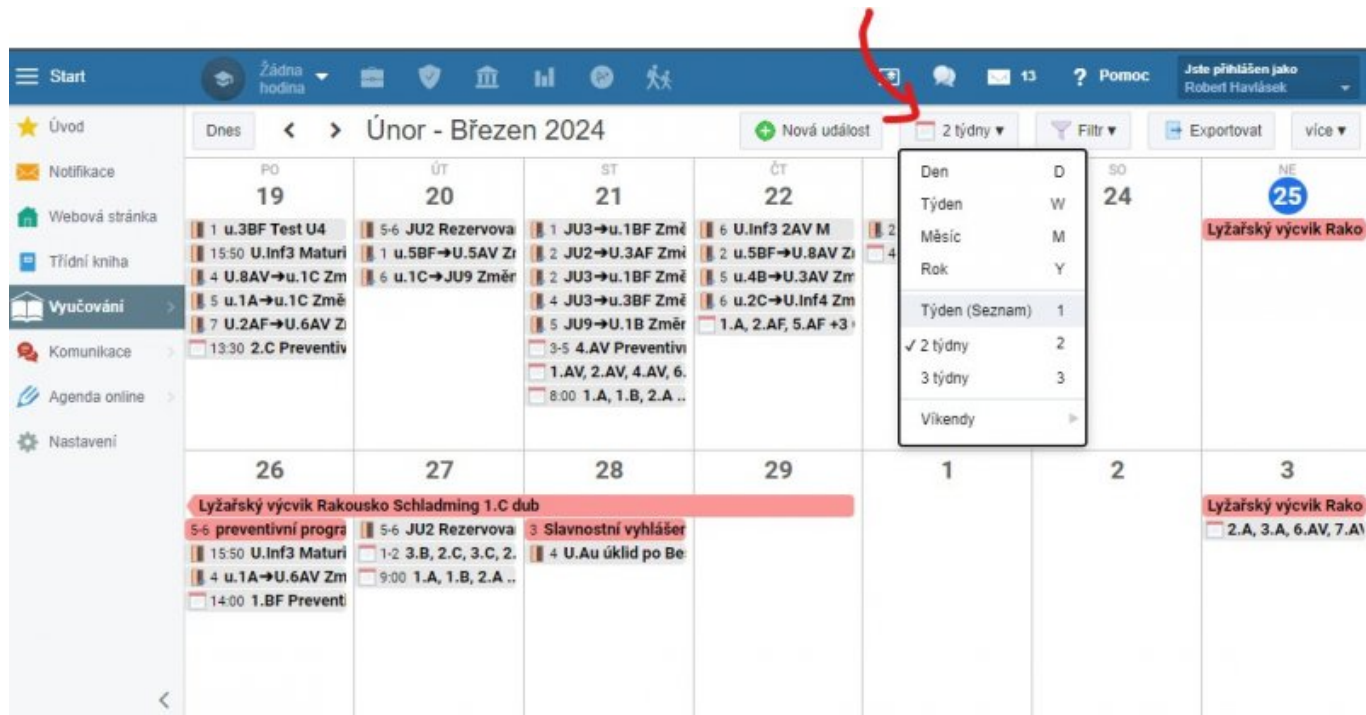 Start
Žádná hodina
13
? Pomoc
Jste přihlášen jako
Robert Havlásek
Úvod
Notifikace
Webová stránka
Třídní kniha
Vyučování
Komunikace
Agenda online
Nastavení
Dnes
Únor - Březen 2024
Nová událost
2 týdny
Filtr
Exportovat
více
PO ÚT ST ČT SO NE
19 20 21 22 24 25
1 u.3BF Test U4
15:50 U.Inf3 Maturi
4 U.8AV→u.1C Zm
5 u.1A→u.1C Změ
7 U.2AF→U.6AV Z
13:30 2.C Preventiv
5-6 JU2 Rezervova
1 u.5BF→U.5AV Zr
6 u.1C→JU9 Změr
1 JU3→u.1BF Změ
2 JU2→U.3AF Změ
2 JU3→u.1BF Změ
4 JU3→u.3BF Změ
5 JU9→U.1B Změr
3-5 4.AV Preventiv
1.AV, 2.AV, 4.AV, 6.
8:00 1.A, 1.B, 2.A ..
6 U.Inf3 2AV M
2 u.5BF→U.8AV Z
5 u.4B→U.3AV Zm
6 u.2C→U.Inf4 Zm
1.A, 2.AF, 5.AF +3
2
4
Lyžařský výcvik Rako
Den D
Týden W
Měsíc M
Rok Y
Týden (Seznam) 1
✓ 2 týdny 2
3 týdny 3
Víkendy
26 27 28 29 1 2 3
Lyžařský výcvik Rakousko Schladming 1.C dub
5-6 preventivní progra
15:50 U.Inf3 Maturi
4 u.1A→U.6AV Zm
14:00 1.BF Preventi
5-6 JU2 Rezervova
1-2 3.B, 2.C, 3.C, 2.
9:00 1.A, 1.B, 2.A ..
3 Slavnostní vyhlášer
4 U.Au úklid po Be
Lyžařský výcvik Rako
2.A, 3.A, 6.AV, 7.A